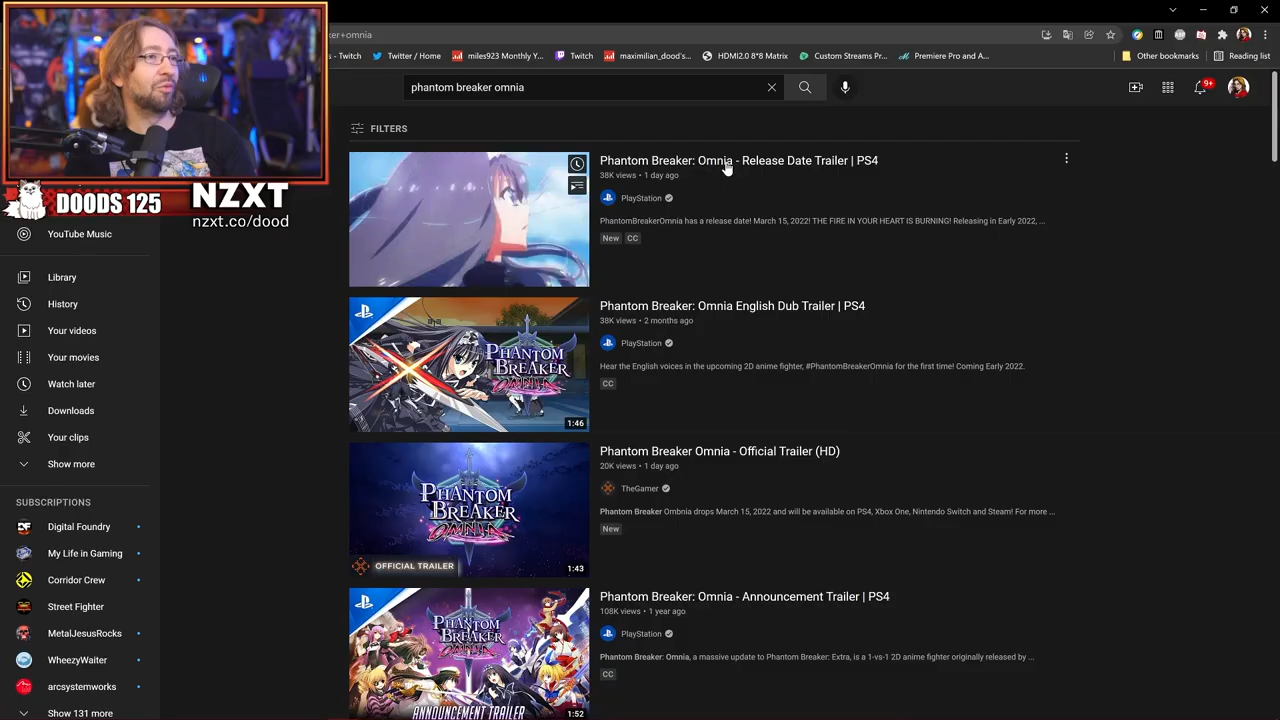 ker+omnia
- Twitch
Twitter / Home
miles923 Monthly Y...
Twitch
maximilian_dood's...
HDMI2.0 8*8 Matrix
Custom Streams Pr...
Premiere Pro and A...
Other bookmarks
Reading list
phantom breaker omnia
9+
FILTERS
DOODS 125
NZXT
nzxt.co/dood
YouTube Music
Library
History
Your videos
Your movies
Watch later
Downloads
Your clips
Show more
SUBSCRIPTIONS
Digital Foundry
My Life in Gaming
Corridor Crew
Street Fighter
MetalJesusRocks
WheezyWaiter
arcsystemworks
Show 131 more
Phantom Breaker: Omnia - Release Date Trailer | PS4
38K views • 1 day ago
PlayStation
PhantomBreakerOmnia has a release date! March 15, 2022! THE FIRE IN YOUR HEART IS BURNING! Releasing in Early 2022, ...
New CC
PHANTOM
BREAKER
OMNIA
1:46
Phantom Breaker: Omnia English Dub Trailer | PS4
38K views • 2 months ago
PlayStation
Hear the English voices in the upcoming 2D anime fighter, #PhantomBreakerOmnia for the first time! Coming Early 2022.
CC
PHANTOM
BREAKER
OMNIA
OFFICIAL TRAILER
1:43
Phantom Breaker Omnia - Official Trailer (HD)
20K views • 1 day ago
TheGamer
Phantom Breaker Ombnia drops March 15, 2022 and will be available on PS4, Xbox One, Nintendo Switch and Steam! For more ...
New
PHANTOM
BREAKER
OMNIA
ANNOUNCEMENT TRAILER
1:52
Phantom Breaker: Omnia - Announcement Trailer | PS4
108K views • 1 year ago
PlayStation
Phantom Breaker: Omnia, a massive update to Phantom Breaker: Extra, is a 1-vs-1 2D anime fighter originally released by ...
CC